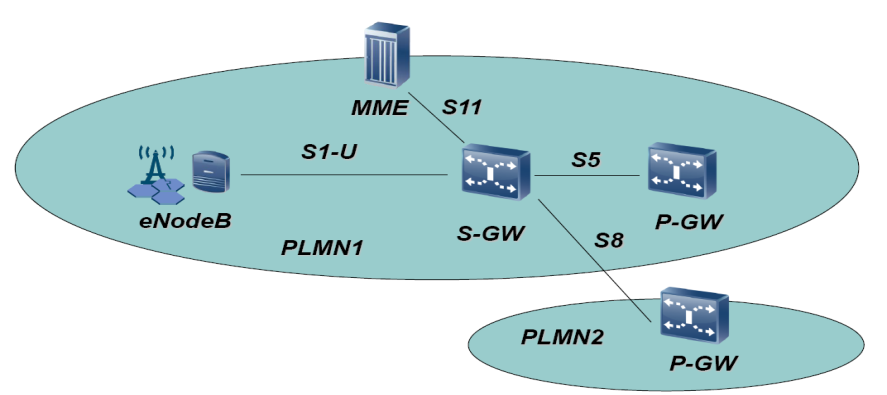 MME
S11
S1-U
S5
eNodeB
S-GW
P-GW
PLMN1
S8
PLMN2
P-GW